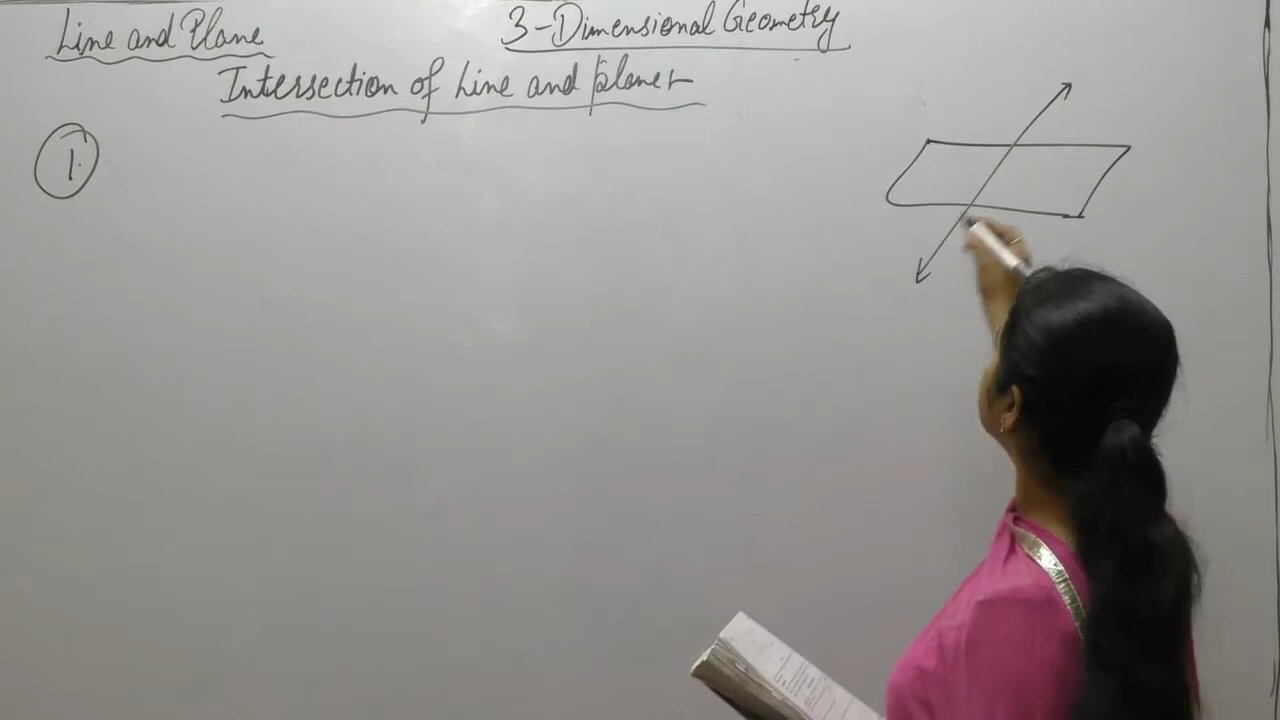 Line and Plane
3-Dimensional Geometry
Intersection of Line and plane
1.